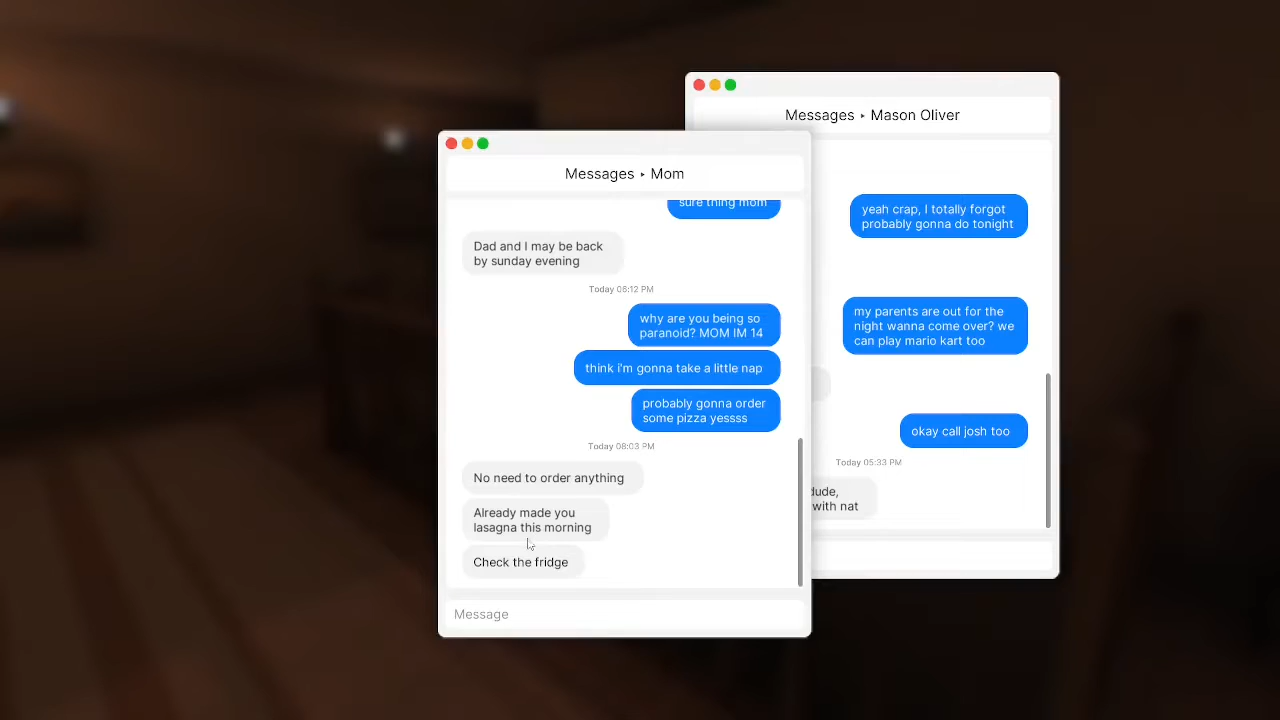 Messages ▸ Mason Oliver
yeah crap, I totally forgot
probably gonna do tonight
my parents are out for the
night wanna come over? we
can play mario kart too
okay call josh too
Today 05:33 PM
dude,
with nat
Messages ▸ Mom
sure thing mom
Dad and I may be back
by sunday evening
Today 06:12 PM
why are you being so
paranoid? MOM IM 14
think i'm gonna take a little nap
probably gonna order
some pizza yessss
Today 08:03 PM
No need to order anything
Already made you
lasagna this morning
Check the fridge
Message